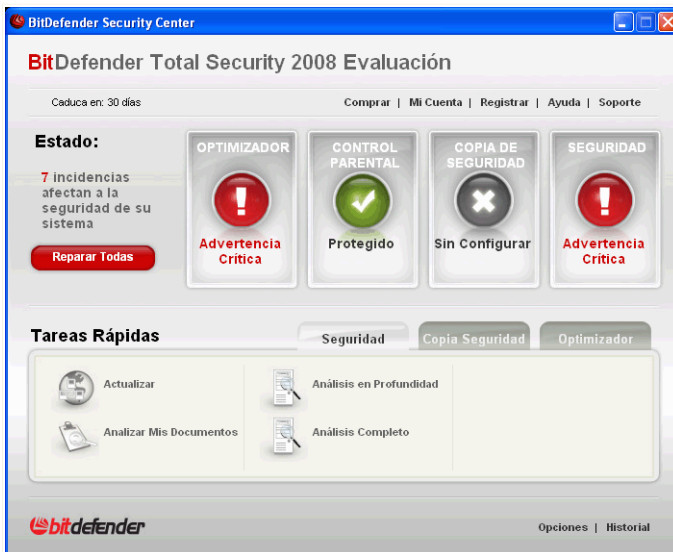 BitDefender Security Center
BitDefender Total Security 2008 Evaluación
Caduca en: 30 días
Comprar | Mi Cuenta | Registrar | Ayuda | Soporte
Estado:
7 incidencias
afectan a la
seguridad de su
sistema
Reparar Todas
OPTIMIZADOR
Advertencia
Crítica
CONTROL
PARENTAL
Protegido
COPIA DE
SEGURIDAD
Sin Configurar
SEGURIDAD
Advertencia
Crítica
Tareas Rápidas
Seguridad
Copia Seguridad
Optimizador
Actualizar
Análisis en Profundidad
Analizar Mis Documentos
Análisis Completo
bitdefender
Opciones | Historial